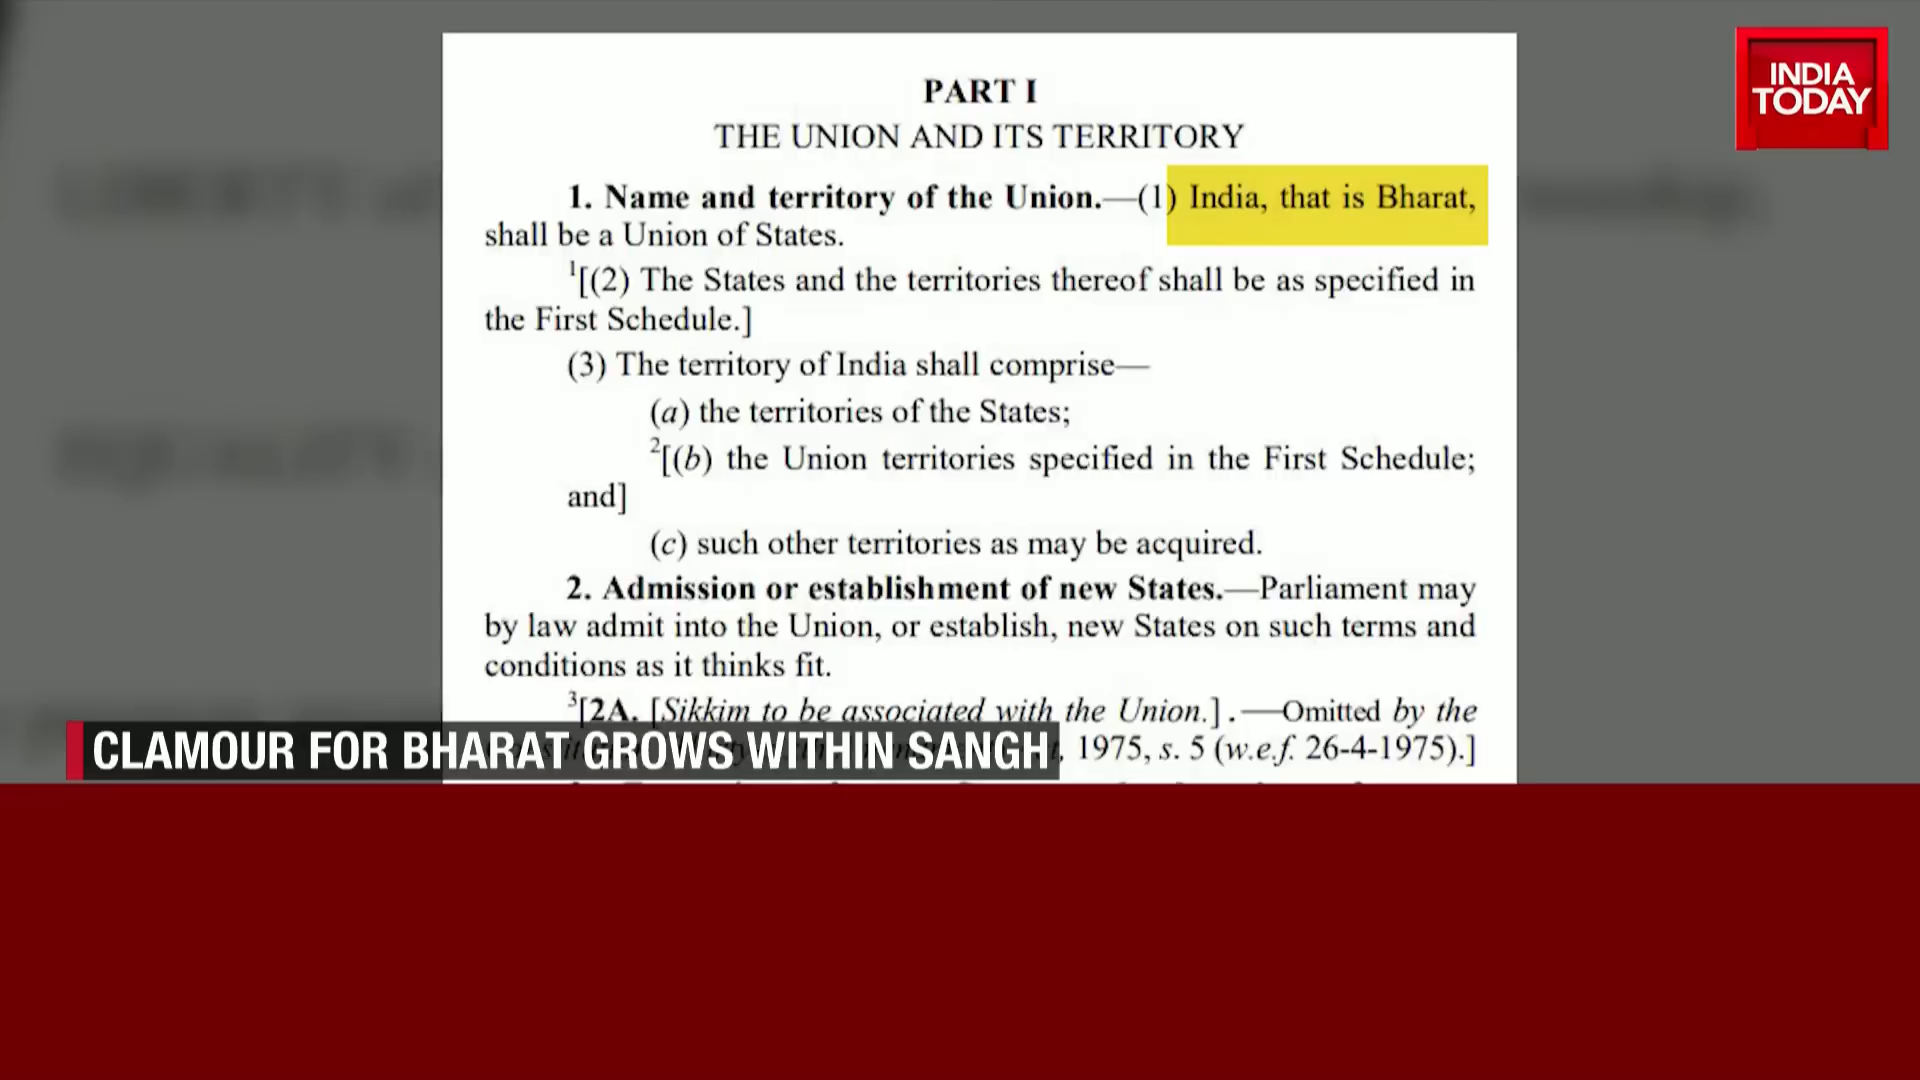 INDIA
TODAY
PART I
THE UNION AND ITS TERRITORY
1. Name and territory of the Union.—(1) India, that is Bharat,
shall be a Union of States.
1[(2) The States and the territories thereof shall be as specified in
the First Schedule.]
(3) The territory of India shall comprise—
(a) the territories of the States;
2[(b) the Union territories specified in the First Schedule;
and]
(c) such other territories as may be acquired.
2. Admission or establishment of new States.—Parliament may
by law admit into the Union, or establish, new States on such terms and
conditions as it thinks fit.
3[2A. [Sikkim to be associated with the Union.].—Omitted by the
1975, s. 5 (w.e.f. 26-4-1975).]
CLAMOUR FOR BHARAT GROWS WITHIN SANGH